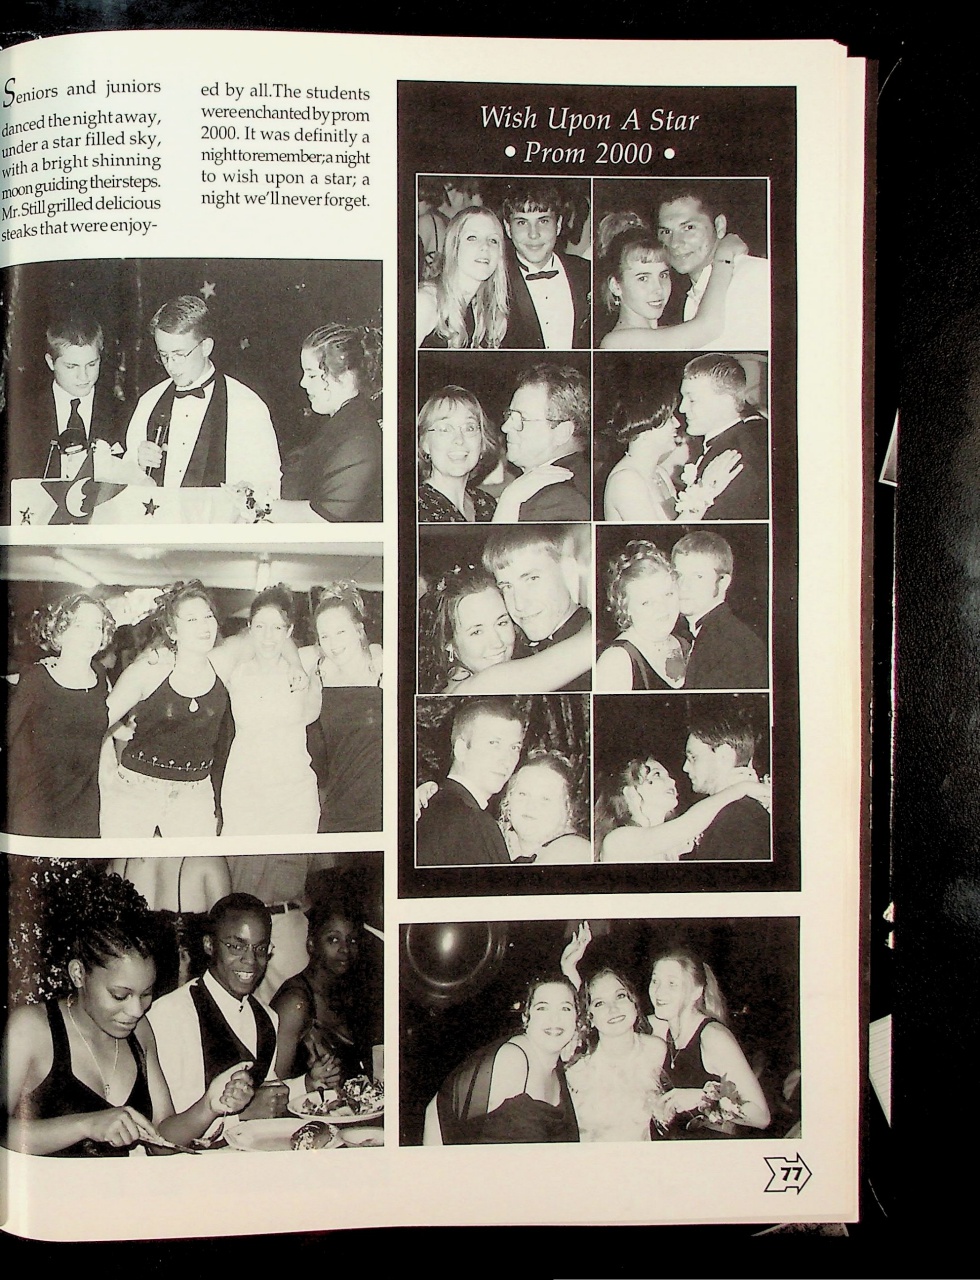 Seniors and juniors
danced the night away,
under a star filled sky,
with a bright shinning
moon guiding their steps.
Mr. Still grilled delicious
steaks that were enjoy-
ed by all. The students
were enchanted by prom
2000. It was definitly a
night to remember; a night
to wish upon a star; a
night we'll never forget.
Wish Upon A Star
• Prom 2000 •
77